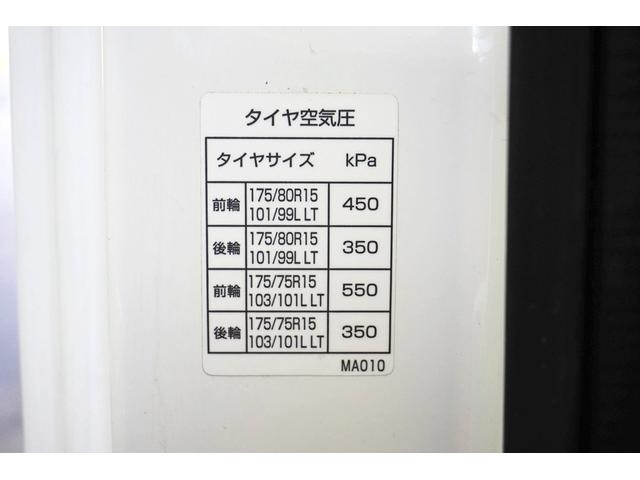 タイヤ空気圧
タイヤサイズ kPa
前輪 175/80R15 101/99L LT 450
後輪 175/80R15 101/99L LT 350
前輪 175/75R15 103/101L LT 550
後輪 175/75R15 103/101L LT 350
MA010